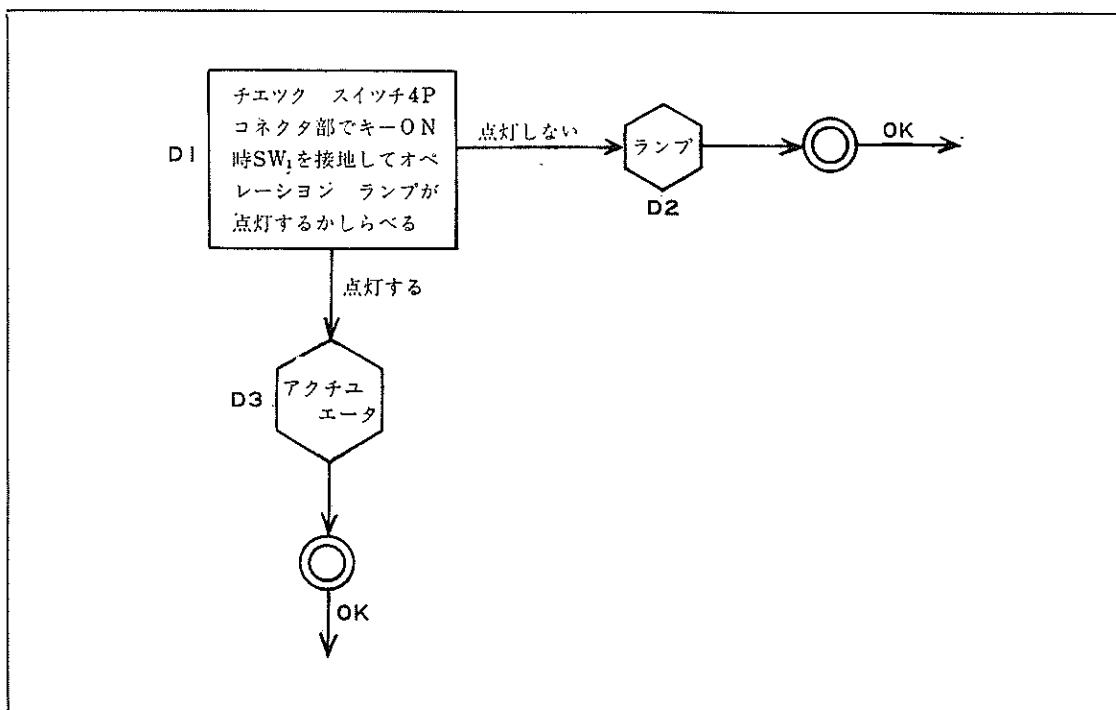 D1
チエツク スイツチ4P
コネクタ部でキーON
時SW₁を接地してオペ
レーシヨン ランプが
点灯するかしらべる
点灯しない
ランプ
D2
OK
点灯する
D3
アクチユ
エータ
OK